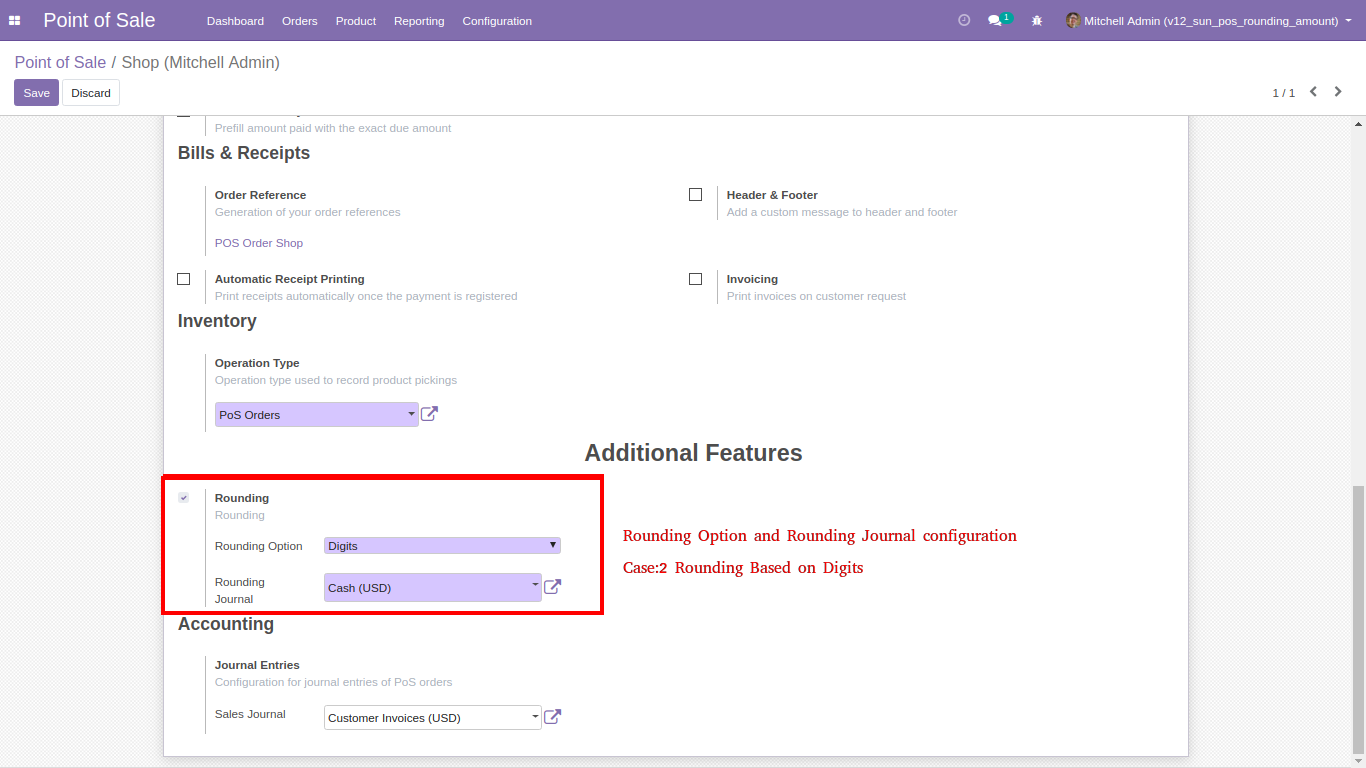 Point of Sale Dashboard Orders Product Reporting Configuration 1 Mitchell Admin (v12_sun_pos_rounding_amount)
Point of Sale / Shop (Mitchell Admin)
Save Discard 1 / 1
Prefill amount paid with the exact due amount
Bills & Receipts
Order Reference
Generation of your order references
POS Order Shop
Header & Footer
Add a custom message to header and footer
Automatic Receipt Printing
Print receipts automatically once the payment is registered
Invoicing
Print invoices on customer request
Inventory
Operation Type
Operation type used to record product pickings
PoS Orders
Additional Features
Rounding
Rounding
Rounding Option Digits
Rounding
Journal
Cash (USD)
Rounding Option and Rounding Journal configuration
Case:2 Rounding Based on Digits
Accounting
Journal Entries
Configuration for journal entries of PoS orders
Sales Journal Customer Invoices (USD)